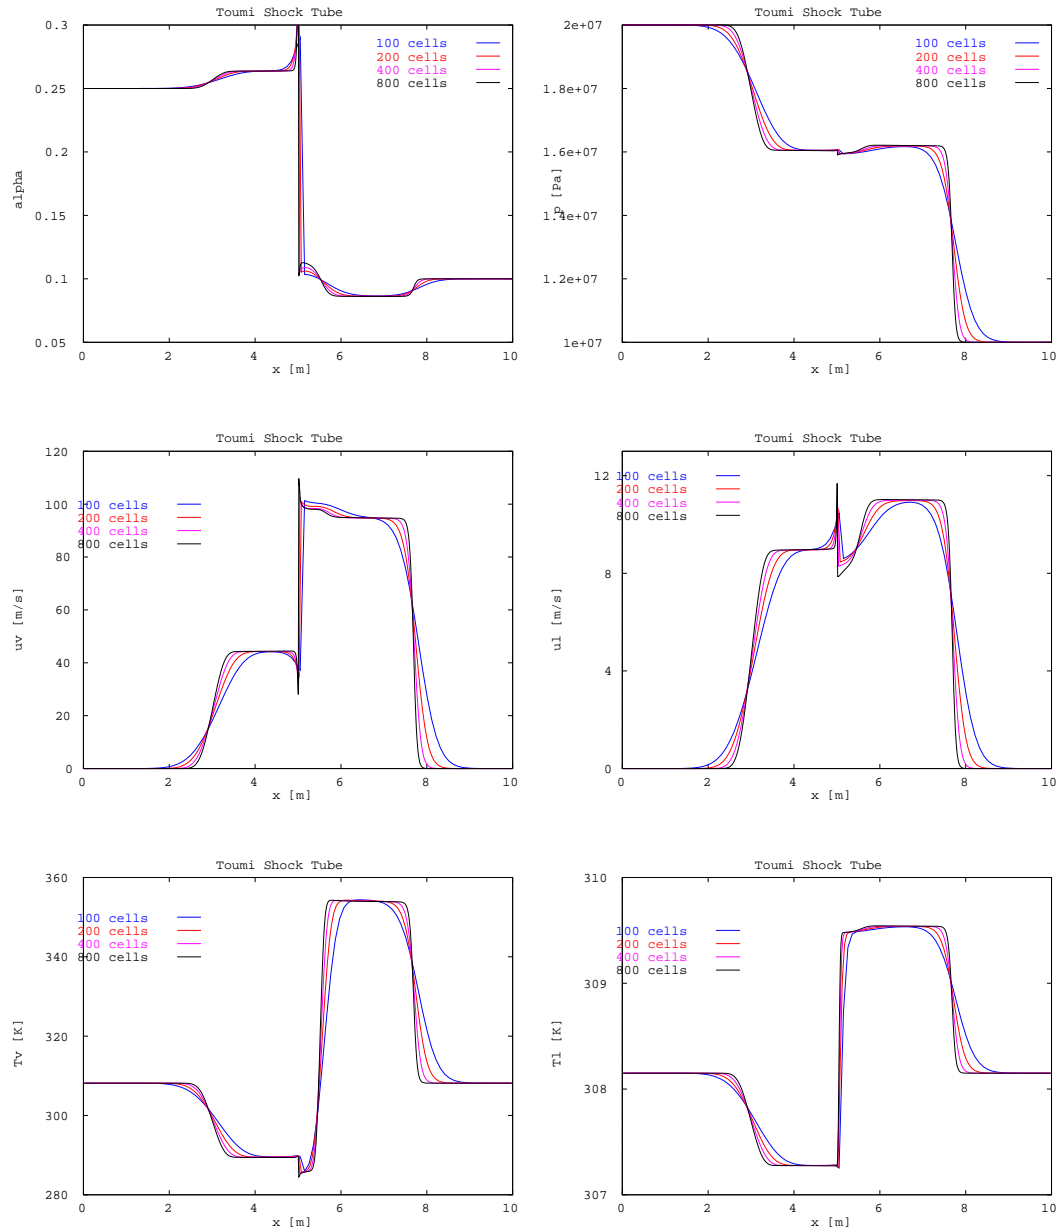 Toumi Shock Tube
0.3
0.25
0.2
0.15
0.1
0.05
alpha
100 cells
200 cells
400 cells
800 cells
0 2 4 6 8 10
x [m]
Toumi Shock Tube
2e+07
1.8e+07
1.6e+07
1.4e+07
1.2e+07
1e+07
p [Pa]
100 cells
200 cells
400 cells
800 cells
0 2 4 6 8 10
x [m]
Toumi Shock Tube
120
100
80
60
40
20
0
uv [m/s]
100 cells
200 cells
400 cells
800 cells
0 2 4 6 8 10
x [m]
Toumi Shock Tube
12
8
4
0
ul [m/s]
100 cells
200 cells
400 cells
800 cells
0 2 4 6 8 10
x [m]
Toumi Shock Tube
360
340
320
300
280
Tv [K]
100 cells
200 cells
400 cells
800 cells
0 2 4 6 8 10
x [m]
Toumi Shock Tube
310
309
308
307
Tl [K]
100 cells
200 cells
400 cells
800 cells
0 2 4 6 8 10
x [m]